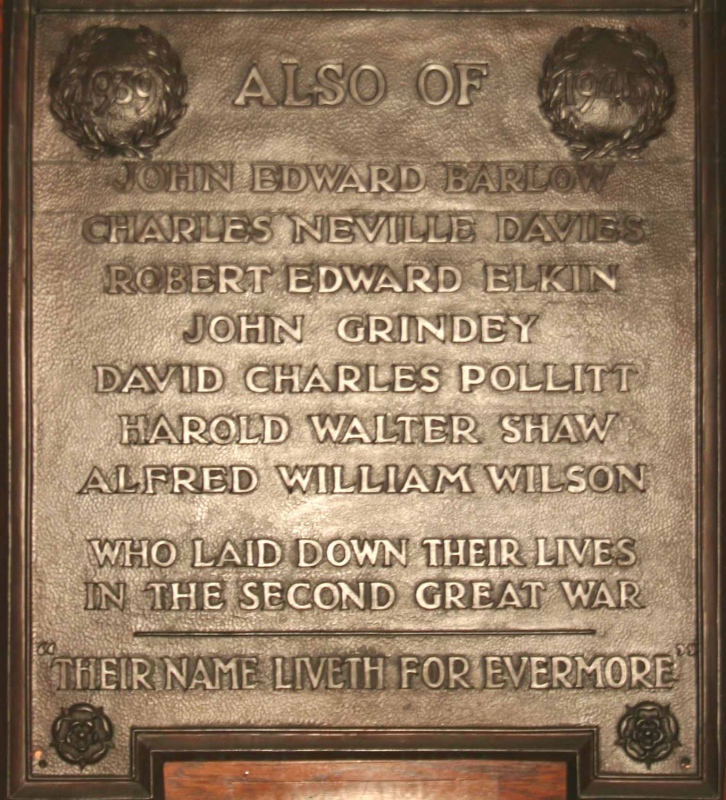 1939 ALSO OF 1945
JOHN EDWARD BARLOW
CHARLES NEVILLE DAVIES
ROBERT EDWARD ELKIN
JOHN GRINDEY
DAVID CHARLES POLLITT
HAROLD WALTER SHAW
ALFRED WILLIAM WILSON
WHO LAID DOWN THEIR LIVES
IN THE SECOND GREAT WAR
"THEIR NAME LIVETH FOR EVERMORE"